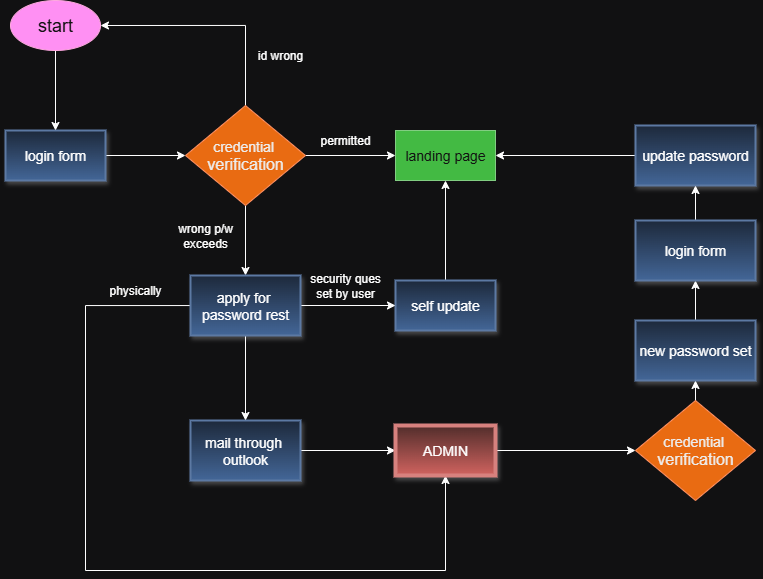 start
id wrong
login form
credential
verification
permitted
landing page
update password
wrong p/w
exceeds
login form
physically
apply for
password rest
security ques
set by user
self update
new password set
mail through
outlook
ADMIN
credential
verification